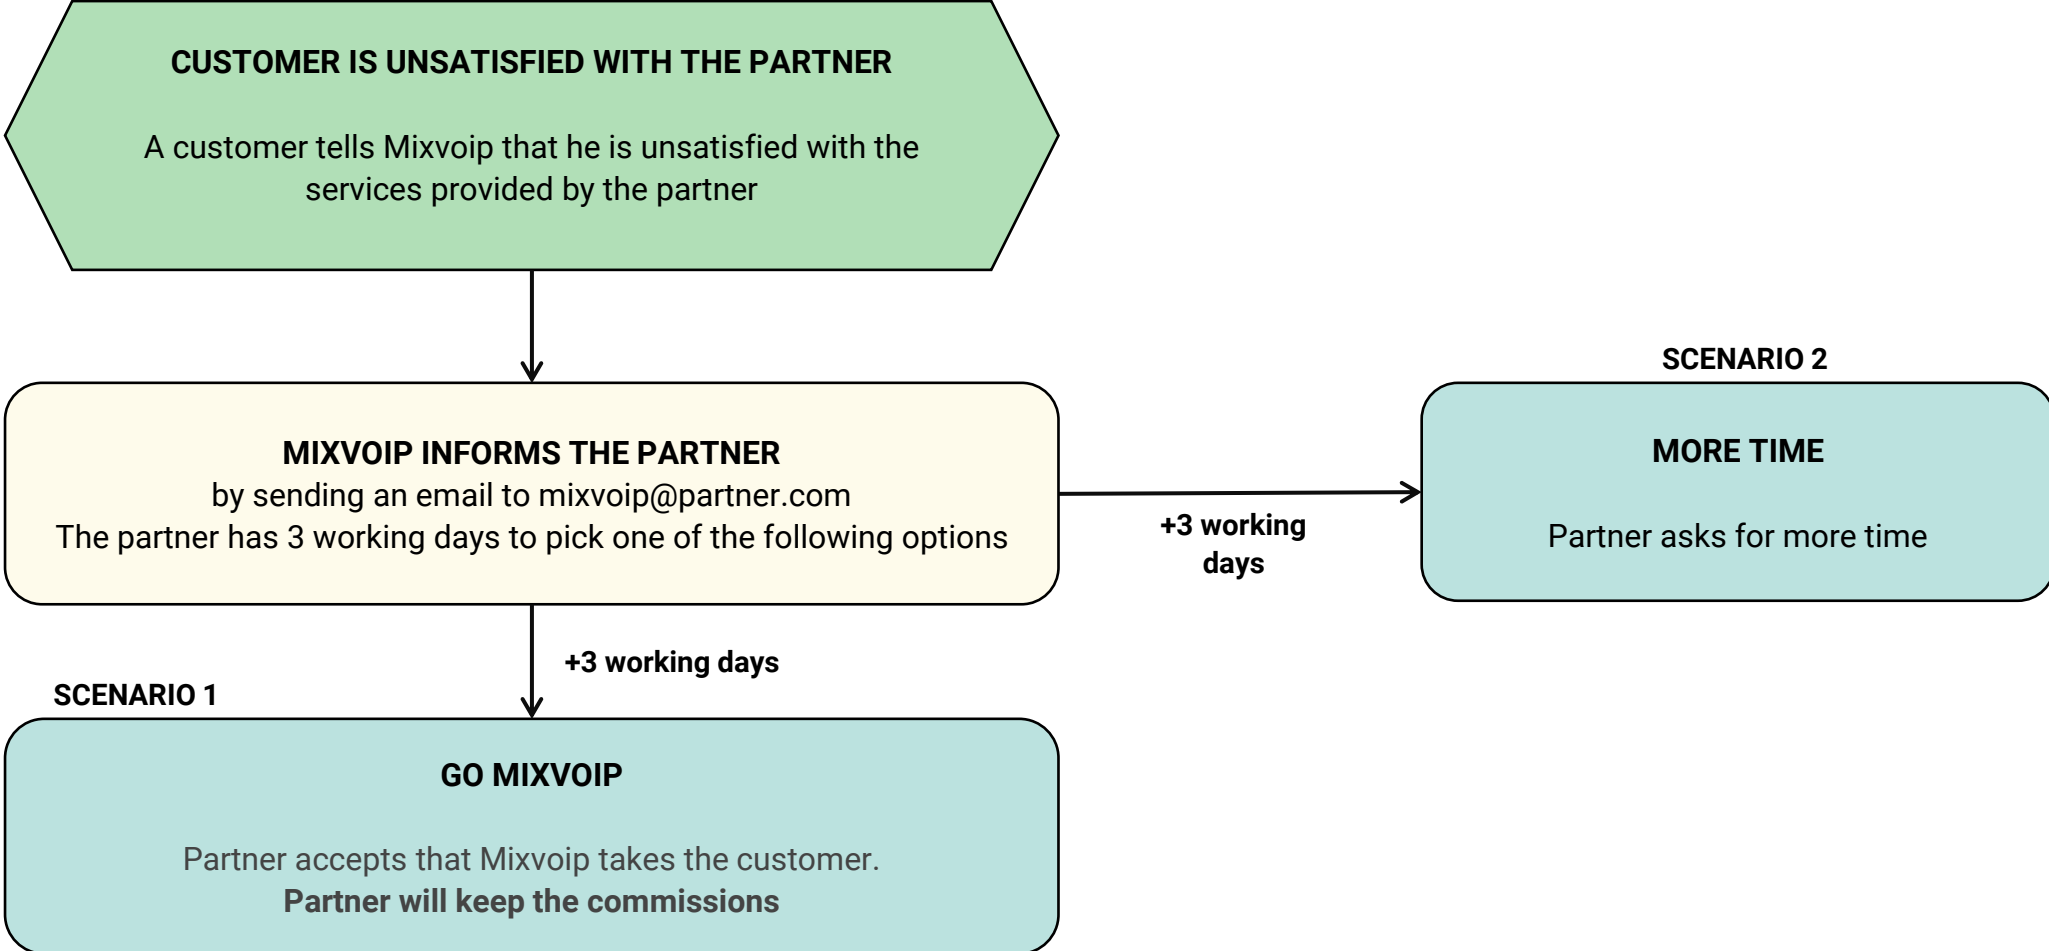 CUSTOMER IS UNSATISFIED WITH THE PARTNER
A customer tells Mixvoip that he is unsatisfied with the
services provided by the partner
MIXVOIP INFORMS THE PARTNER
by sending an email to mixvoip@partner.com
The partner has 3 working days to pick one of the following options
+3 working
days
SCENARIO 2
MORE TIME
Partner asks for more time
+3 working days
SCENARIO 1
GO MIXVOIP
Partner accepts that Mixvoip takes the customer.
Partner will keep the commissions